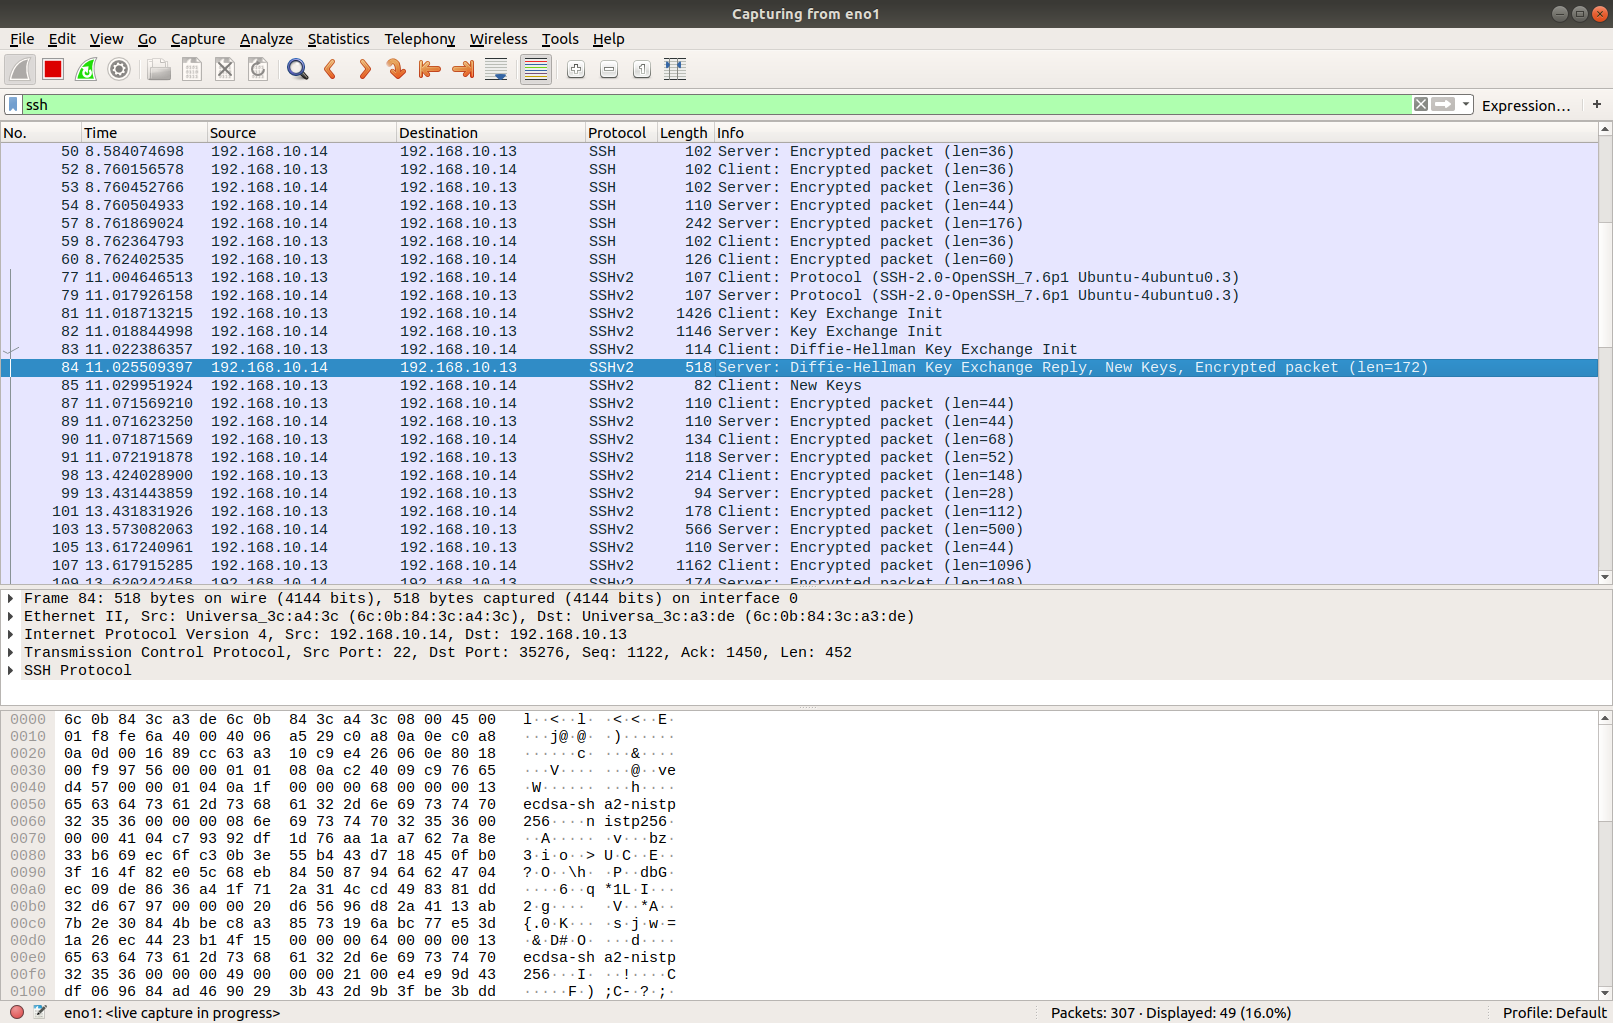 Capturing from eno1
File Edit View Go Capture Analyze Statistics Telephony Wireless Tools Help
ssh Expression… +
No. Time Source Destination Protocol Length Info
50 8.584074698 192.168.10.14 192.168.10.13 SSH 102 Server: Encrypted packet (len=36)
52 8.760156578 192.168.10.13 192.168.10.14 SSH 102 Client: Encrypted packet (len=36)
53 8.760452766 192.168.10.14 192.168.10.13 SSH 102 Server: Encrypted packet (len=36)
54 8.760504933 192.168.10.14 192.168.10.13 SSH 110 Server: Encrypted packet (len=44)
57 8.761869024 192.168.10.14 192.168.10.13 SSH 242 Server: Encrypted packet (len=176)
59 8.762364793 192.168.10.13 192.168.10.14 SSH 102 Client: Encrypted packet (len=36)
60 8.762402535 192.168.10.13 192.168.10.14 SSH 126 Client: Encrypted packet (len=60)
77 11.004646513 192.168.10.13 192.168.10.14 SSHv2 107 Client: Protocol (SSH-2.0-OpenSSH_7.6p1 Ubuntu-4ubuntu0.3)
79 11.017926158 192.168.10.14 192.168.10.13 SSHv2 107 Server: Protocol (SSH-2.0-OpenSSH_7.6p1 Ubuntu-4ubuntu0.3)
81 11.018713215 192.168.10.13 192.168.10.14 SSHv2 1426 Client: Key Exchange Init
82 11.018844998 192.168.10.14 192.168.10.13 SSHv2 1146 Server: Key Exchange Init
83 11.022386357 192.168.10.13 192.168.10.14 SSHv2 114 Client: Diffie-Hellman Key Exchange Init
84 11.025509397 192.168.10.14 192.168.10.13 SSHv2 518 Server: Diffie-Hellman Key Exchange Reply, New Keys, Encrypted packet (len=172)
85 11.029951924 192.168.10.13 192.168.10.14 SSHv2 82 Client: New Keys
87 11.071569210 192.168.10.13 192.168.10.14 SSHv2 110 Client: Encrypted packet (len=44)
89 11.071623250 192.168.10.14 192.168.10.13 SSHv2 110 Server: Encrypted packet (len=44)
90 11.071871569 192.168.10.13 192.168.10.14 SSHv2 134 Client: Encrypted packet (len=68)
91 11.072191878 192.168.10.14 192.168.10.13 SSHv2 118 Server: Encrypted packet (len=52)
98 13.424028900 192.168.10.13 192.168.10.14 SSHv2 214 Client: Encrypted packet (len=148)
99 13.431443859 192.168.10.14 192.168.10.13 SSHv2 94 Server: Encrypted packet (len=28)
101 13.431831926 192.168.10.13 192.168.10.14 SSHv2 178 Client: Encrypted packet (len=112)
103 13.573082063 192.168.10.14 192.168.10.13 SSHv2 566 Server: Encrypted packet (len=500)
105 13.617240961 192.168.10.14 192.168.10.13 SSHv2 110 Server: Encrypted packet (len=44)
107 13.617915285 192.168.10.13 192.168.10.14 SSHv2 1162 Client: Encrypted packet (len=1096)
109 13.620242458 192.168.10.14 192.168.10.13 SSHv2 174 Server: Encrypted packet (len=108)
Frame 84: 518 bytes on wire (4144 bits), 518 bytes captured (4144 bits) on interface 0
Ethernet II, Src: Universa_3c:a4:3c (6c:0b:84:3c:a4:3c), Dst: Universa_3c:a3:de (6c:0b:84:3c:a3:de)
Internet Protocol Version 4, Src: 192.168.10.14, Dst: 192.168.10.13
Transmission Control Protocol, Src Port: 22, Dst Port: 35276, Seq: 1122, Ack: 1450, Len: 452
SSH Protocol
0000 6c 0b 84 3c a3 de 6c 0b 84 3c a4 3c 08 00 45 00 l··<··l· ·<·<··E·
0010 01 f8 fe 6a 40 00 40 06 a5 29 c0 a8 0a 0e c0 a8 ···j@·@· ·)······
0020 0a 0d 00 16 89 cc 63 a3 10 c9 e4 26 06 0e 80 18 ······c· ···&····
0030 00 f9 97 56 00 00 01 01 08 0a c2 40 09 c9 76 65 ···V···· ···@··ve
0040 d4 57 00 00 01 04 0a 1f 00 00 00 68 00 00 00 13 ·W······ ···h····
0050 65 63 64 73 61 2d 73 68 61 32 2d 6e 69 73 74 70 ecdsa-sh a2-nistp
0060 32 35 36 00 00 00 08 6e 69 73 74 70 32 35 36 00 256····n istp256·
0070 00 00 41 04 c7 93 92 df 1d 76 aa 1a a7 62 7a 8e ··A····· ·v···bz·
0080 33 b6 69 ec 6f c3 0b 3e 55 b4 43 d7 18 45 0f b0 3·i·o··> U·C··E··
0090 3f 16 4f 82 e0 5c 68 eb 84 50 87 94 64 62 47 04 ?·O··\h· ·P··dbG·
00a0 ec 09 de 86 36 a4 1f 71 2a 31 4c cd 49 83 81 dd ····6··q *1L·I···
00b0 32 d6 67 97 00 00 00 20 d6 56 96 d8 2a 41 13 ab 2·g···· ·V··*A··
00c0 7b 2e 30 84 4b be c8 a3 85 73 19 6a bc 77 e5 3d {.0·K··· ·s·j·w·=
00d0 1a 26 ec 44 23 b1 4f 15 00 00 00 64 00 00 00 13 ·&·D#·O· ···d····
00e0 65 63 64 73 61 2d 73 68 61 32 2d 6e 69 73 74 70 ecdsa-sh a2-nistp
00f0 32 35 36 00 00 00 49 00 00 00 21 00 e4 e9 9d 43 256···I· ··!····C
0100 df 06 96 84 ad 46 90 29 3b 43 2d 9b 3f be 3b dd ·····F·) ;C-·?·;·
eno1: <live capture in progress> Packets: 307 · Displayed: 49 (16.0%) Profile: Default